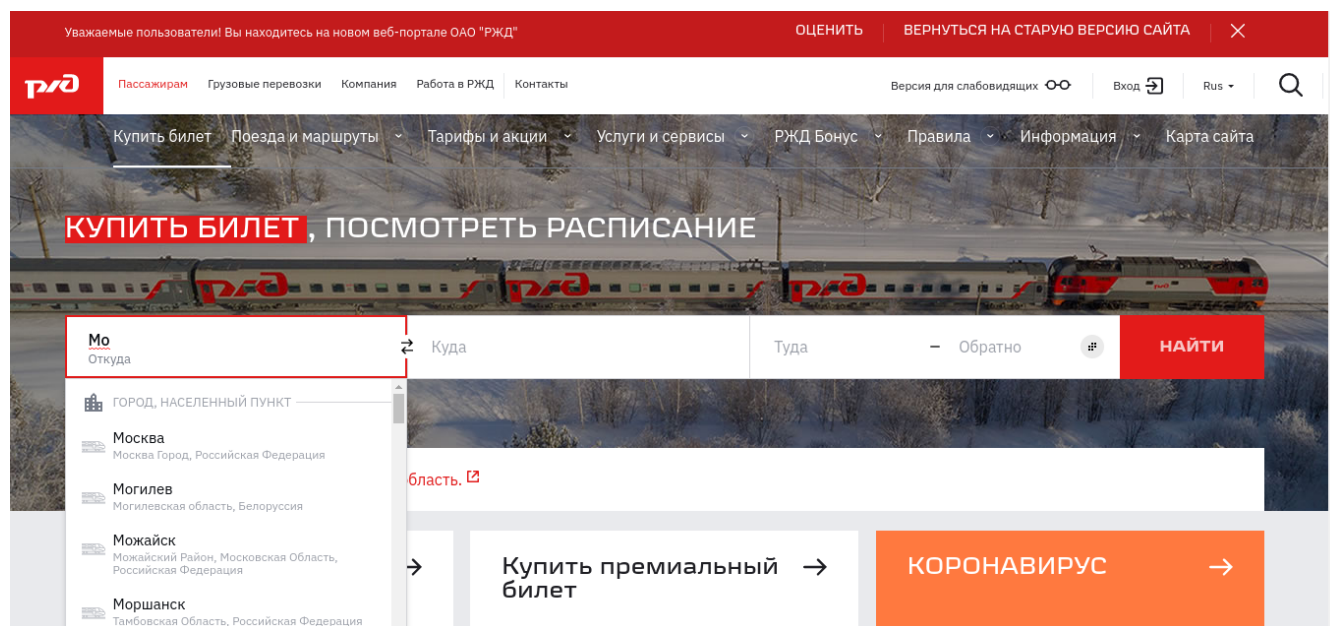 Уважаемые пользователи! Вы находитесь на новом веб-портале ОАО "РЖД"
ОЦЕНИТЬ
ВЕРНУТЬСЯ НА СТАРУЮ ВЕРСИЮ САЙТА
Пассажирам Грузовые перевозки Компания Работа в РЖД Контакты
Версия для слабовидящих
Вход
Rus
Купить билет Поезда и маршруты Тарифы и акции Услуги и сервисы РЖД Бонус Правила Информация Карта сайта
КУПИТЬ БИЛЕТ, ПОСМОТРЕТЬ РАСПИСАНИЕ
Мо
Откуда
Куда
Туда – Обратно
НАЙТИ
ГОРОД, НАСЕЛЕННЫЙ ПУНКТ
Москва
Москва Город, Российская Федерация
Могилев
Могилевская область, Белоруссия
Можайск
Можайский Район, Московская Область,
Российская Федерация
Моршанск
Тамбовская Область, Российская Федерация
бласть.
Купить премиальный
билет
КОРОНАВИРУС